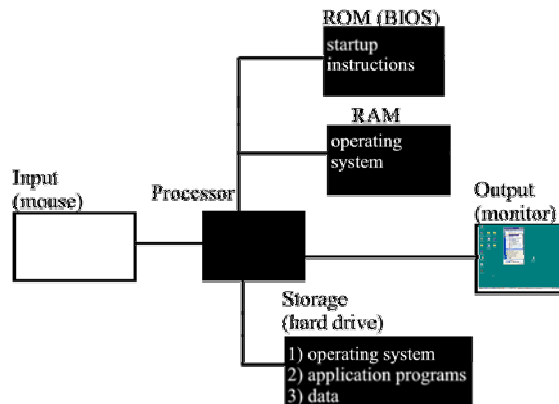 ROM (BIOS)
startup
instructions
RAM
operating
system
Input
(mouse)
Processor
Output
(monitor)
Storage
(hard drive)
1) operating system
2) application programs
3) data